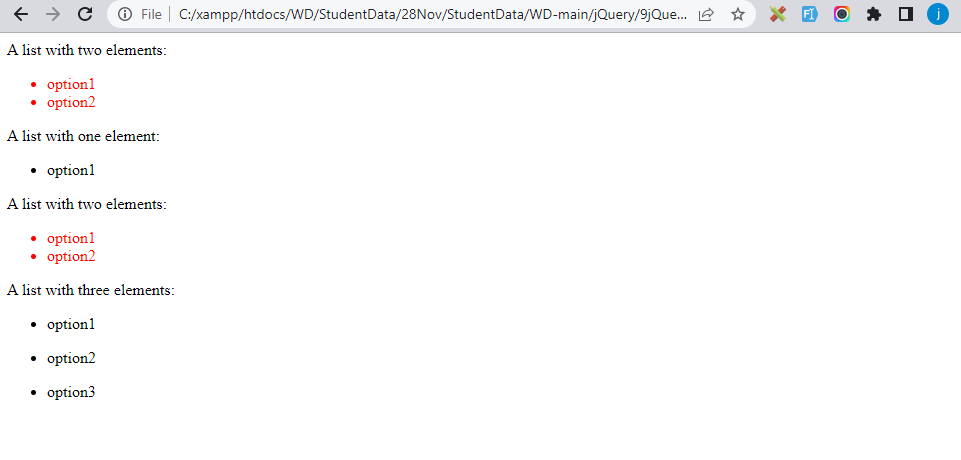 File C:/xampp/htdocs/WD/StudentData/28Nov/StudentData/WD-main/jQuery/9jQue...
A list with two elements:
option1
option2
A list with one element:
option1
A list with two elements:
option1
option2
A list with three elements:
option1
option2
option3